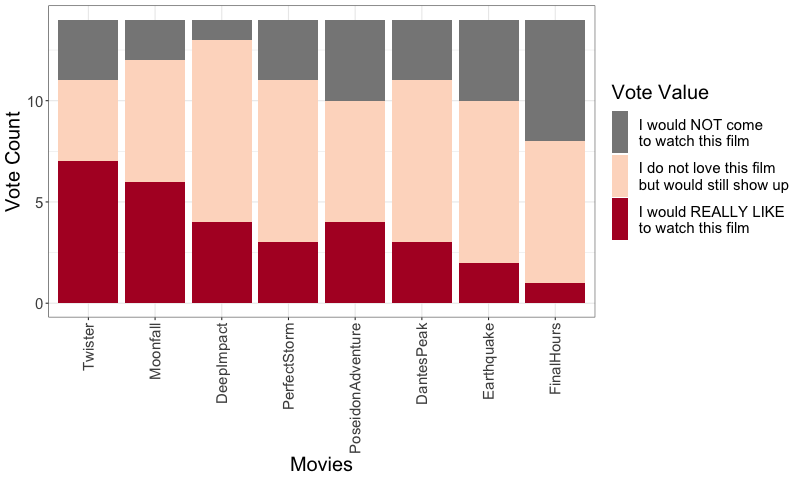 Vote Count
10
5
0
Twister
Moonfall
DeepImpact
PerfectStorm
PoseidonAdventure
DantesPeak
Earthquake
FinalHours
Movies
Vote Value
I would NOT come
to watch this film
I do not love this film
but would still show up
I would REALLY LIKE
to watch this film